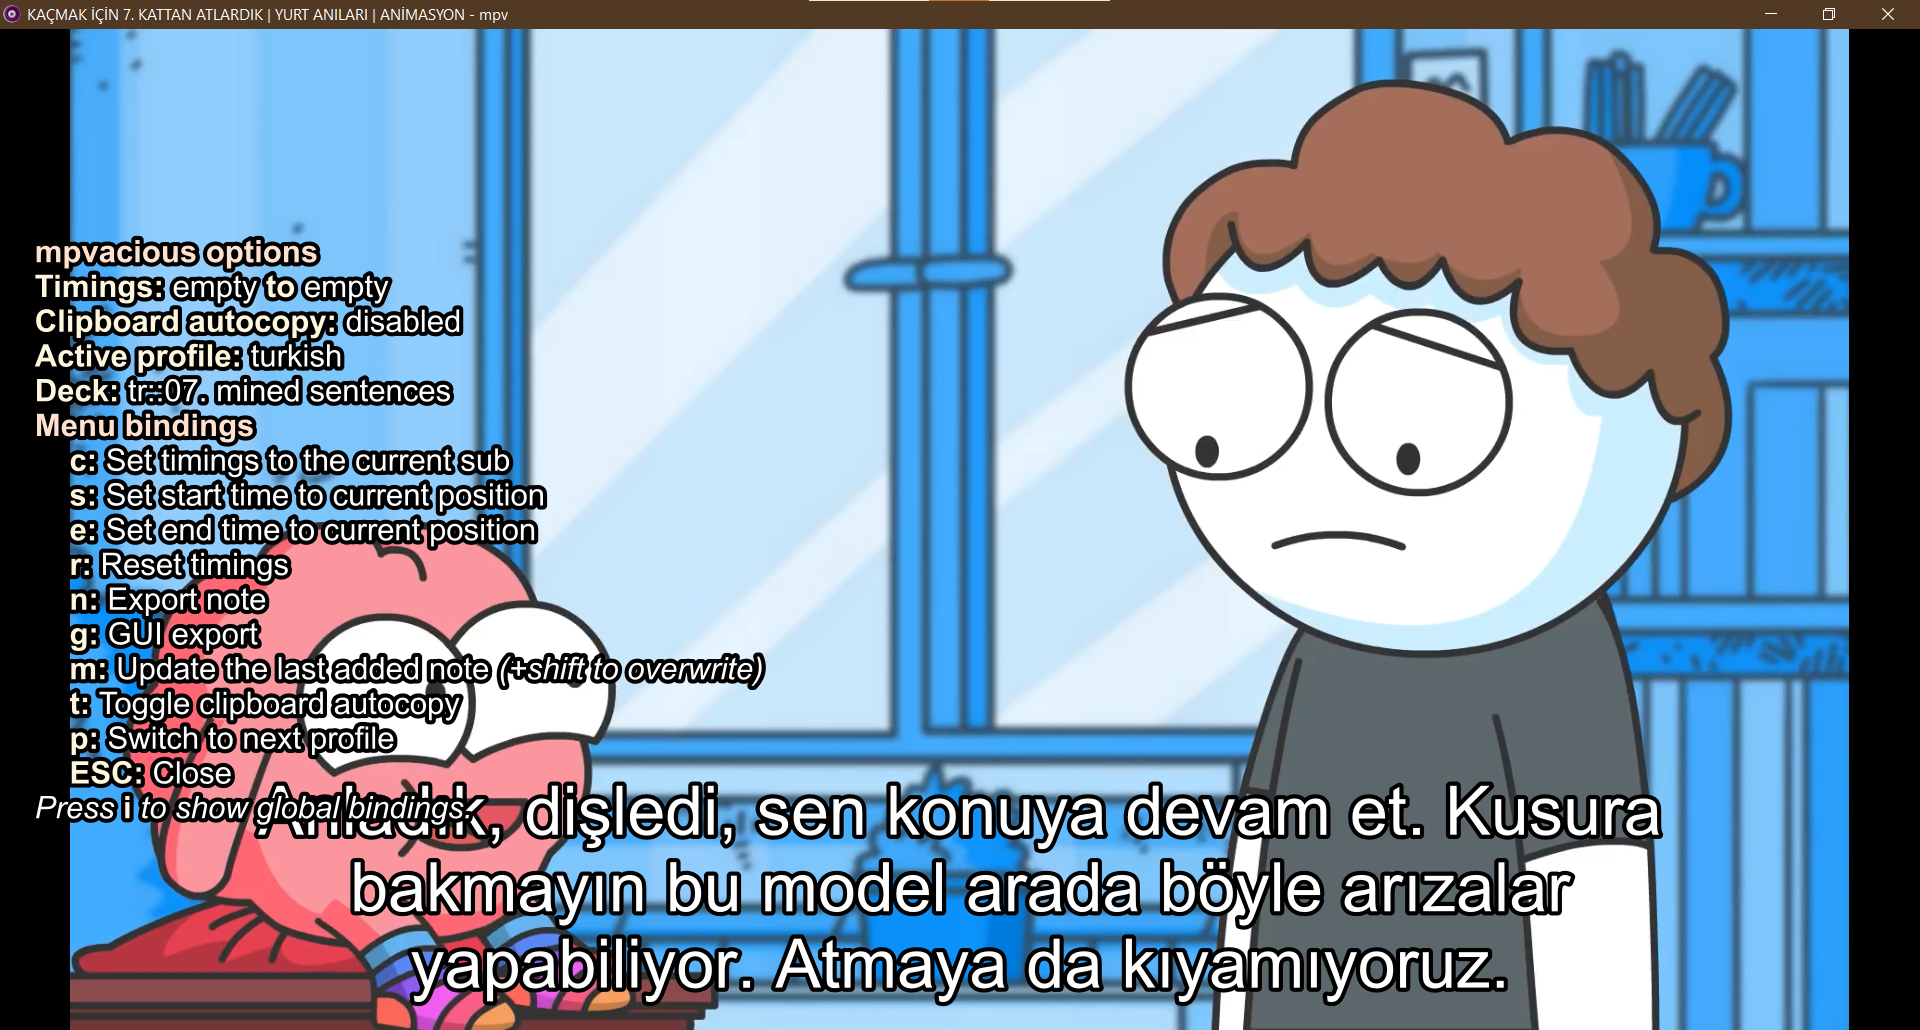 KAÇMAK İÇİN 7. KATTAN ATLARDIK | YURT ANILARI | ANİMASYON - mpv
mpvacious options
Timings: empty to empty
Clipboard autocopy: disabled
Active profile: turkish
Deck: tr::07. mined sentences
Menu bindings
c: Set timings to the current sub
s: Set start time to current position
e: Set end time to current position
r: Reset timings
n: Export note
g: GUI export
m: Update the last added note (+shift to overwrite)
t: Toggle clipboard autocopy
p: Switch to next profile
ESC: Close
Press i to show global bindings.
Anladık, dişledi, sen konuya devam et. Kusura
bakmayın bu model arada böyle arızalar
yapabiliyor. Atmaya da kıyamıyoruz.